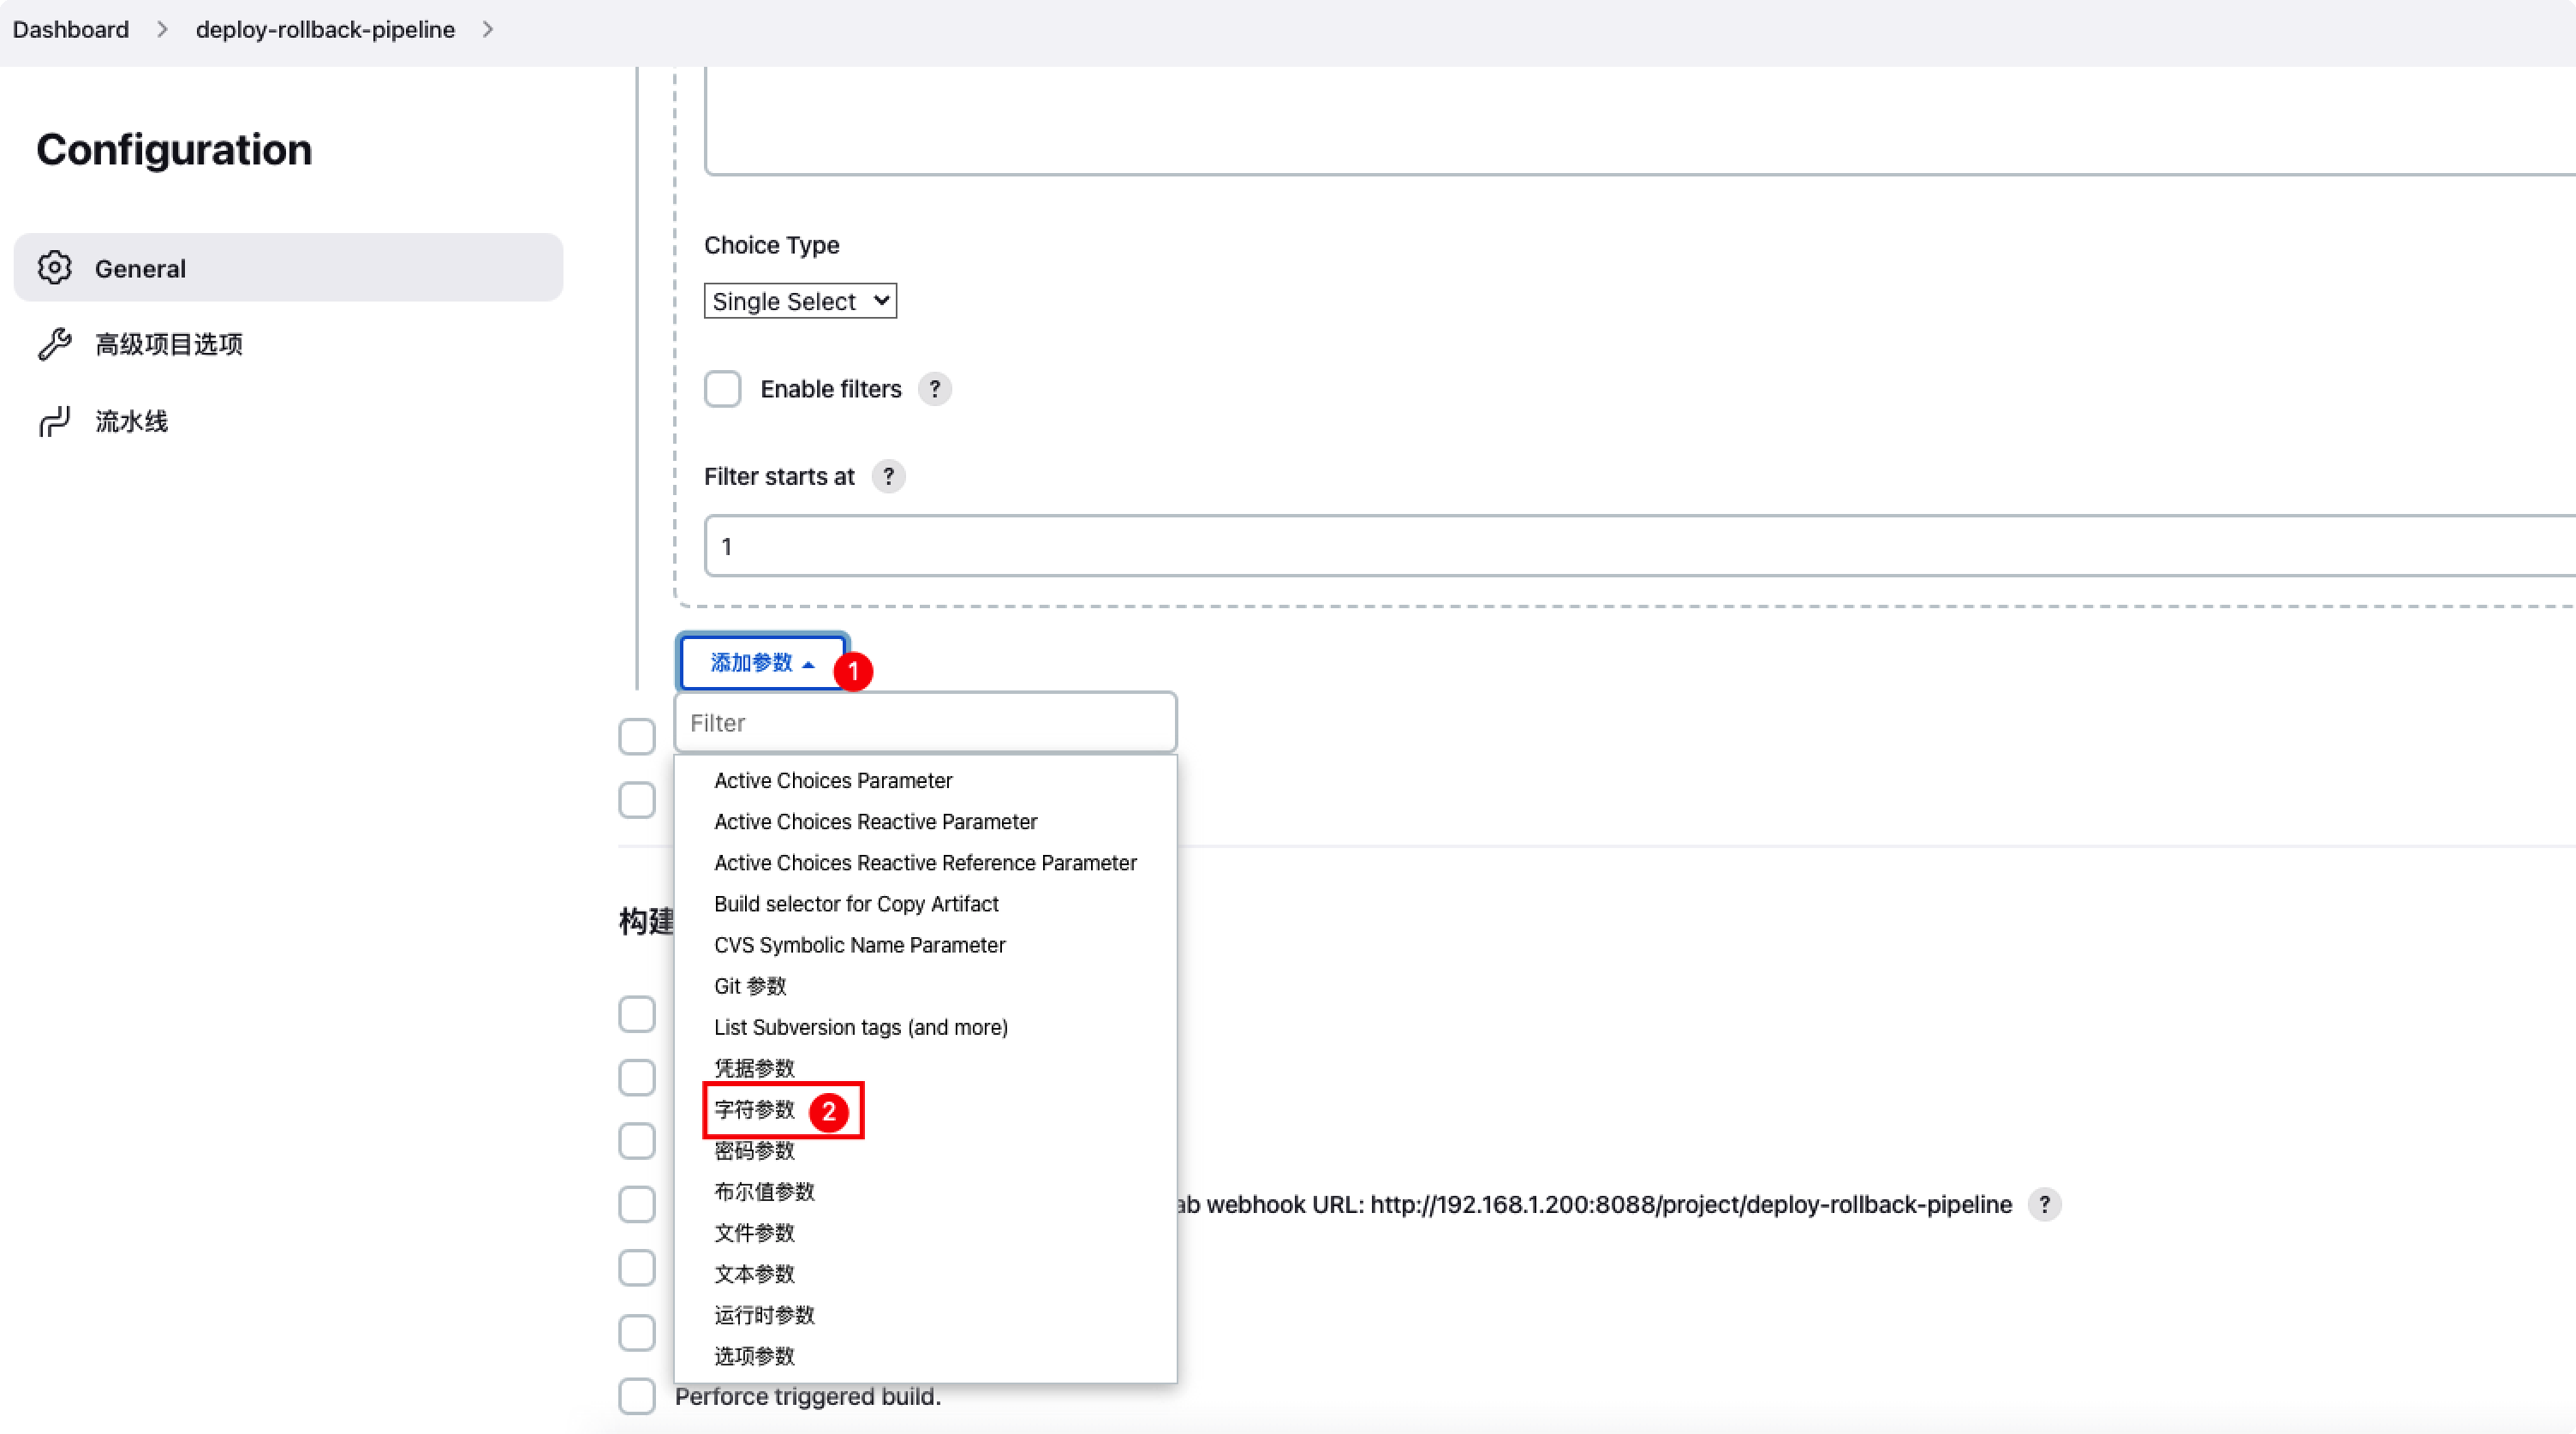 Dashboard > deploy-rollback-pipeline >
Configuration
General
高级项目选项
流水线
Choice Type
Single Select
Enable filters ?
Filter starts at ?
1
添加参数 1
Filter
Active Choices Parameter
Active Choices Reactive Parameter
Active Choices Reactive Reference Parameter
Build selector for Copy Artifact
CVS Symbolic Name Parameter
Git 参数
List Subversion tags (and more)
凭据参数
字符参数 2
密码参数
布尔值参数
文件参数
文本参数
运行时参数
选项参数
构建
ab webhook URL: http://192.168.1.200:8088/project/deploy-rollback-pipeline ?
Perforce triggered build.